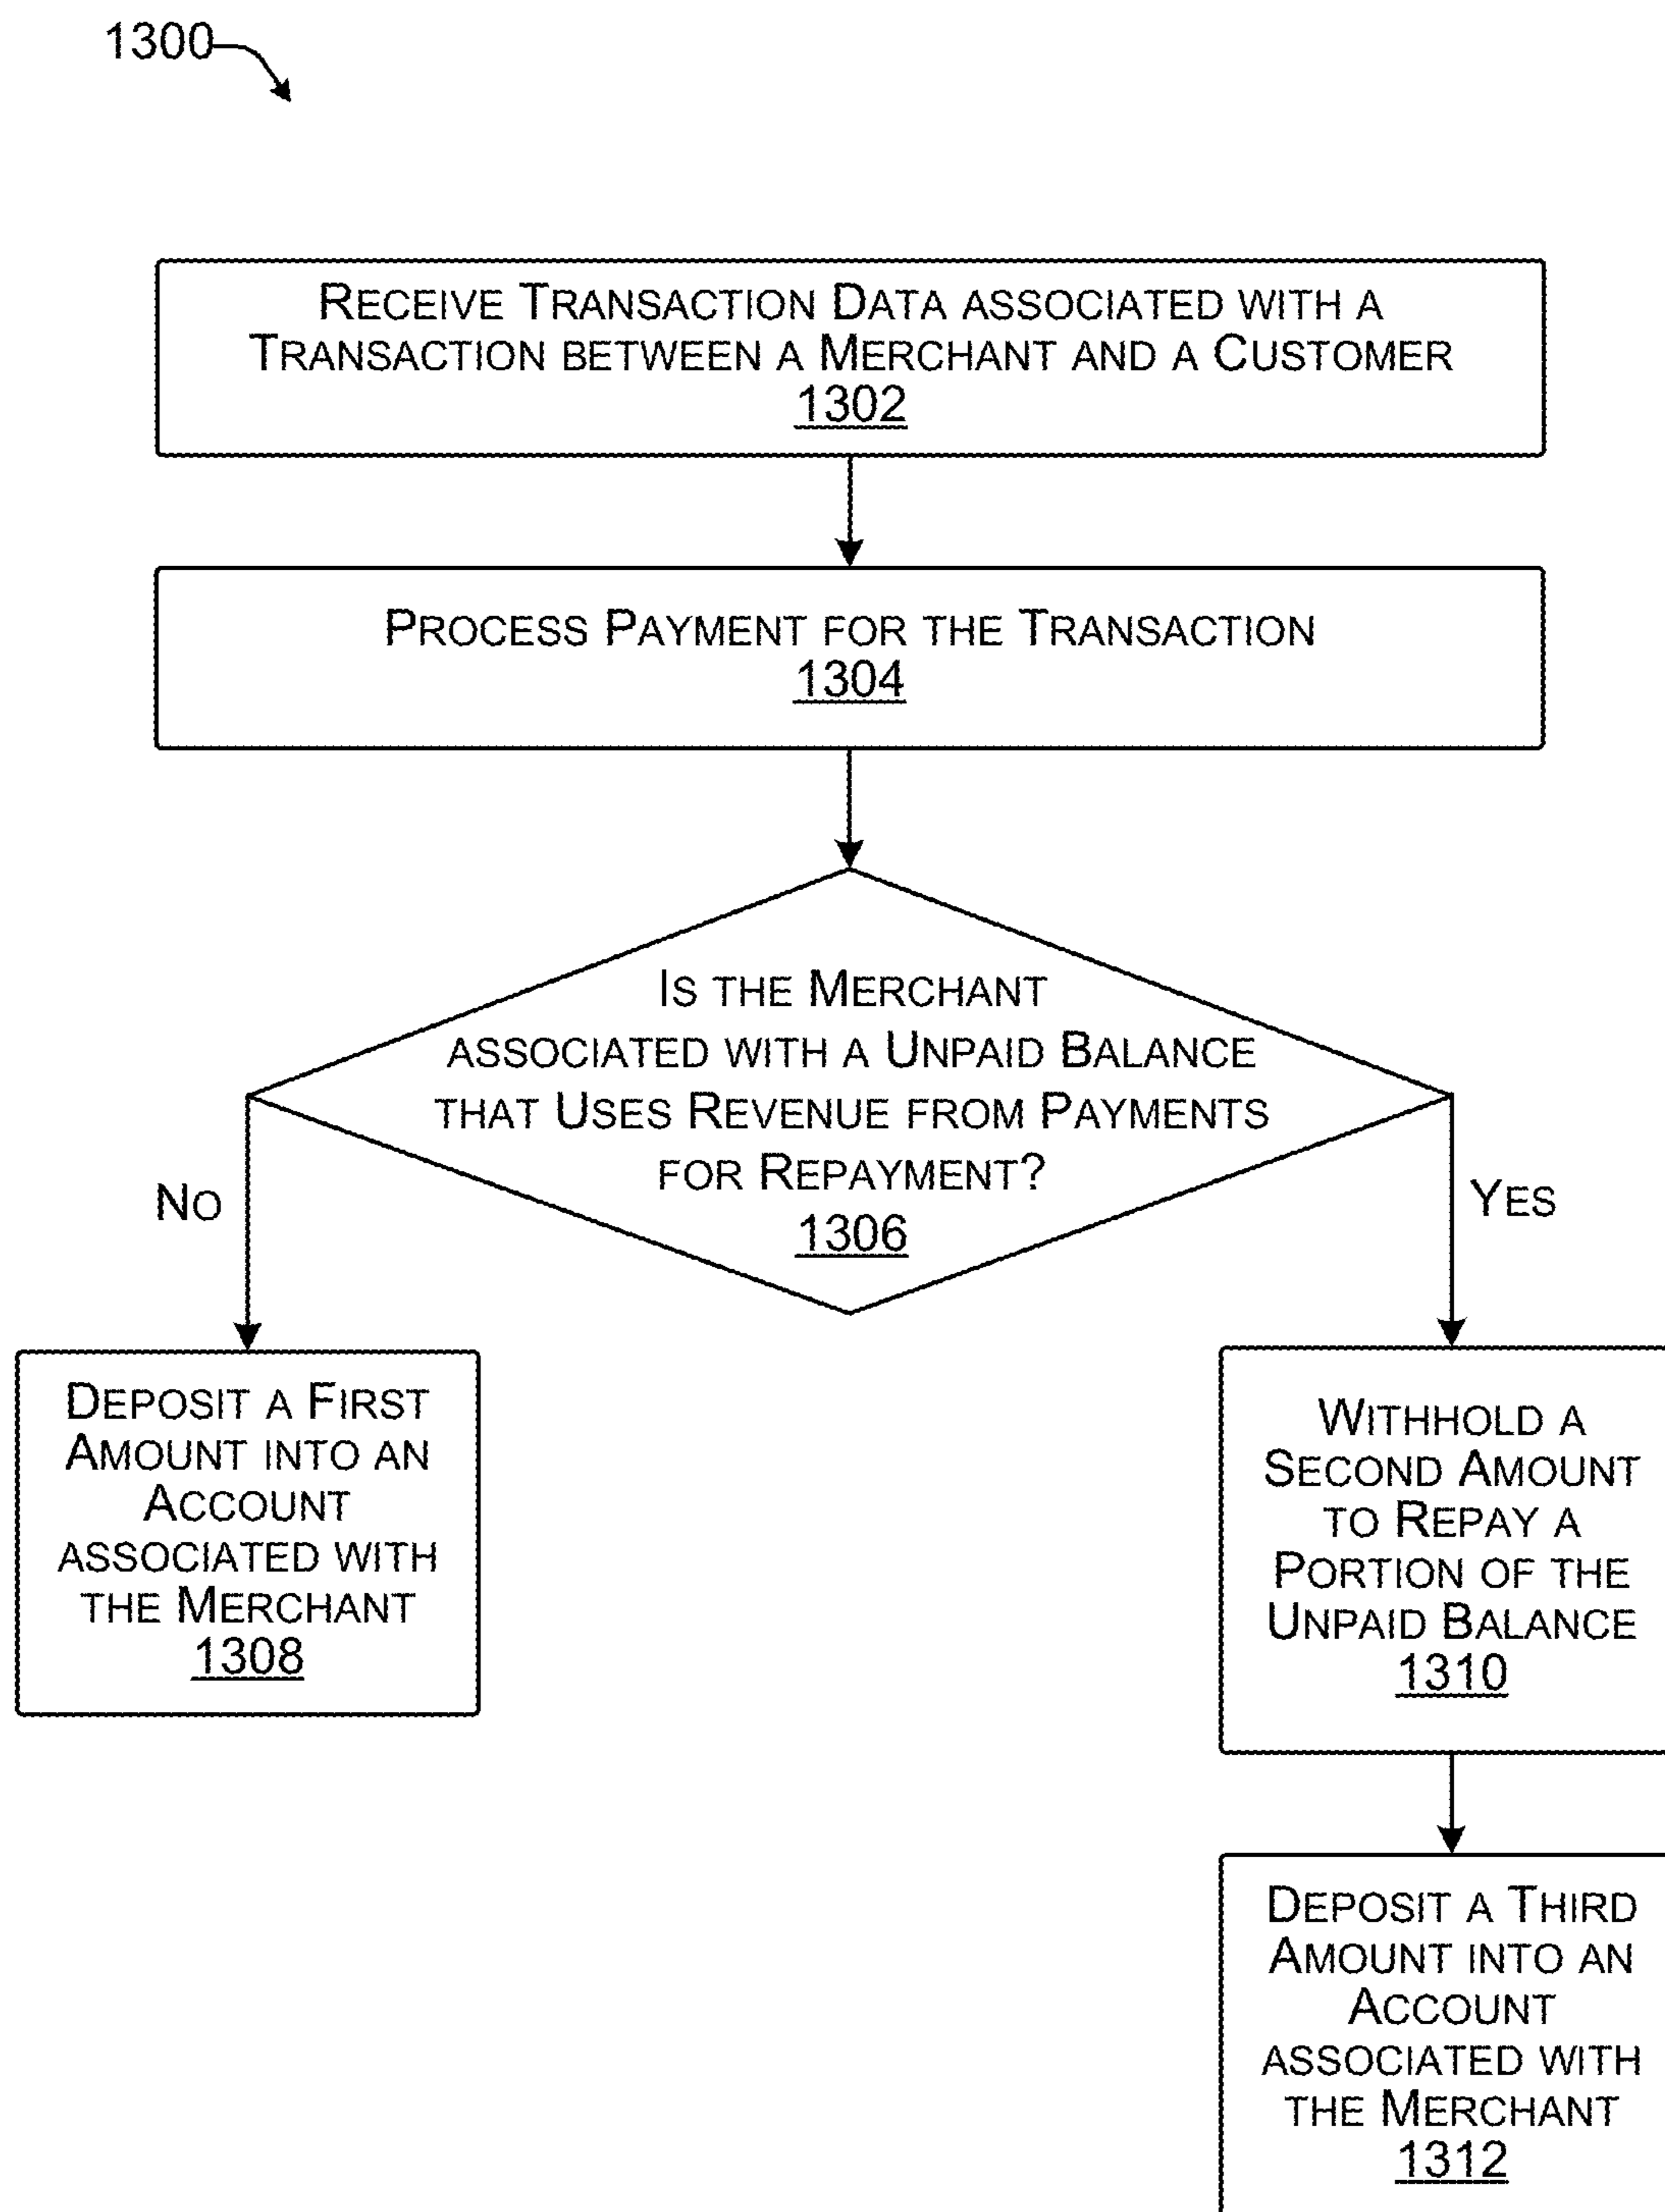 1300
RECEIVE TRANSACTION DATA ASSOCIATED WITH A
TRANSACTION BETWEEN A MERCHANT AND A CUSTOMER
1302
PROCESS PAYMENT FOR THE TRANSACTION
1304
IS THE MERCHANT
ASSOCIATED WITH A UNPAID BALANCE
THAT USES REVENUE FROM PAYMENTS
FOR REPAYMENT?
1306
NO
YES
DEPOSIT A FIRST
AMOUNT INTO AN
ACCOUNT
ASSOCIATED WITH
THE MERCHANT
1308
WITHHOLD A
SECOND AMOUNT
TO REPAY A
PORTION OF THE
UNPAID BALANCE
1310
DEPOSIT A THIRD
AMOUNT INTO AN
ACCOUNT
ASSOCIATED WITH
THE MERCHANT
1312